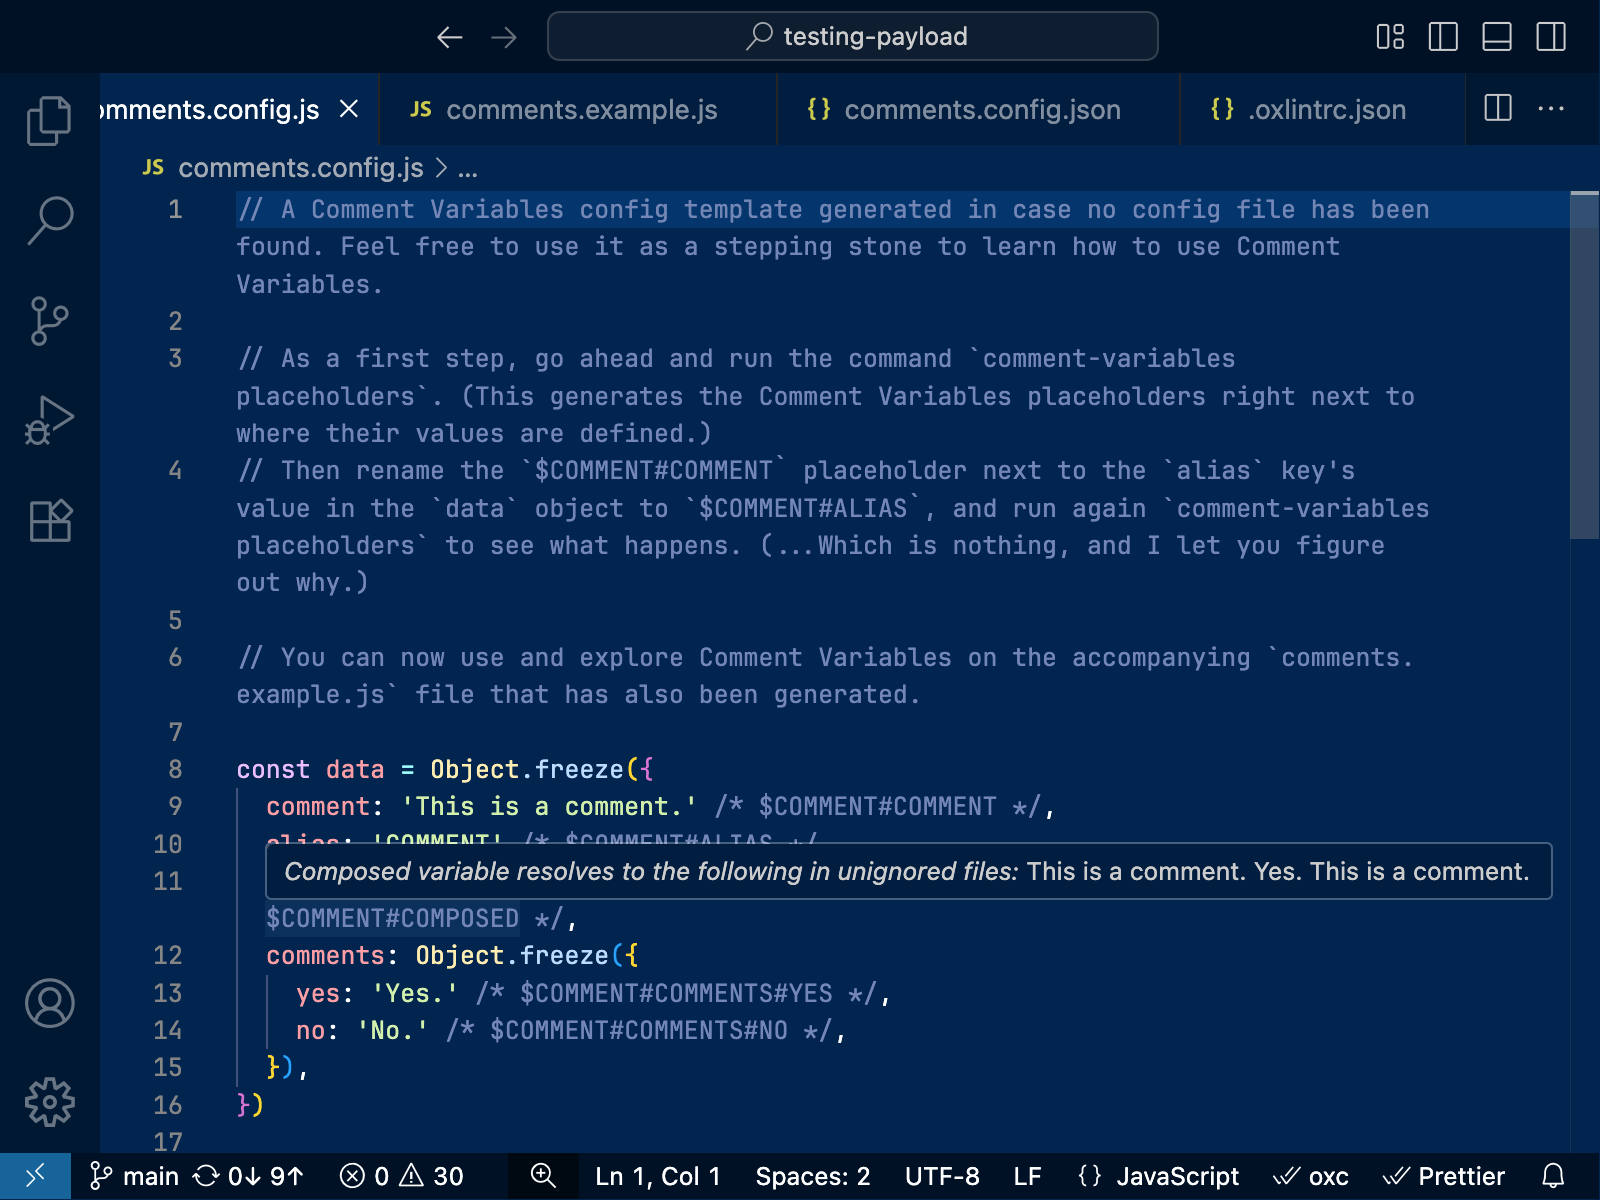 testing-payload
omments.config.js
JS comments.example.js
{} comments.config.json
{} .oxlintrc.json
JS comments.config.js > ...
1 // A Comment Variables config template generated in case no config file has been
found. Feel free to use it as a stepping stone to learn how to use Comment
Variables.
2
3 // As a first step, go ahead and run the command `comment-variables
placeholders`. (This generates the Comment Variables placeholders right next to
where their values are defined.)
4 // Then rename the `$COMMENT#COMMENT` placeholder next to the `alias` key's
value in the `data` object to `$COMMENT#ALIAS`, and run again `comment-variables
placeholders` to see what happens. (...Which is nothing, and I let you figure
out why.)
5
6 // You can now use and explore Comment Variables on the accompanying `comments.
example.js` file that has also been generated.
7
8 const data = Object.freeze({
9 comment: 'This is a comment.' /* $COMMENT#COMMENT */,
10 alias: 'COMMENT' /* $COMMENT#ALIAS */
11
Composed variable resolves to the following in unignored files: This is a comment. Yes. This is a comment.
$COMMENT#COMPOSED */,
12 comments: Object.freeze({
13 yes: 'Yes.' /* $COMMENT#COMMENTS#YES */,
14 no: 'No.' /* $COMMENT#COMMENTS#NO */,
15 }),
16 })
17
main 0↓ 9↑ 0 30 Ln 1, Col 1 Spaces: 2 UTF-8 LF {} JavaScript oxc Prettier